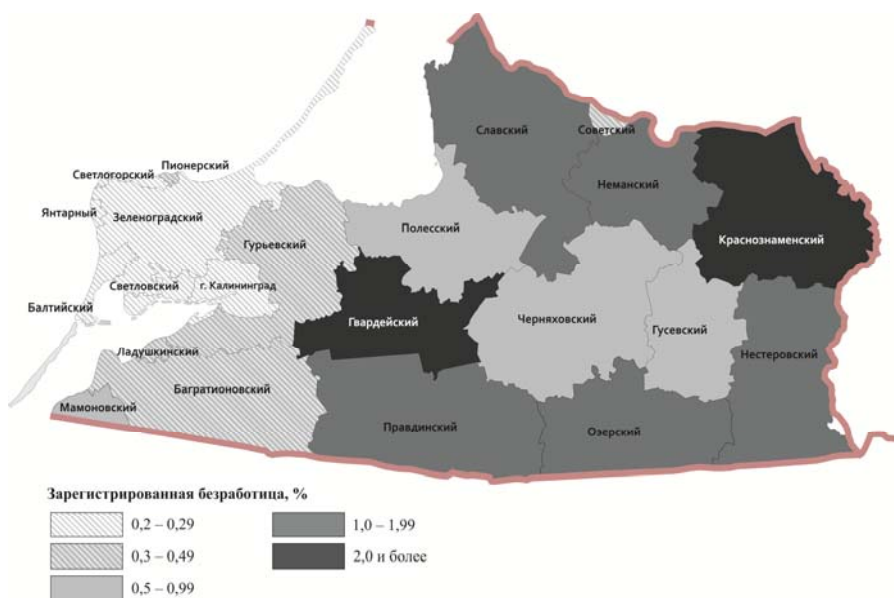 Славский
Советский
Неманский
Пионерский
Светлогорский
Янтарный
Зеленоградский
Гурьевский
Полесский
Краснознаменский
Светловский
г. Калининград
Балтийский
Гвардейский
Черняховский
Гусевский
Нестеровский
Ладушкинский
Багратионовский
Мамоновский
Правдинский
Озёрский
Зарегистрированная безработица, %
0,2 – 0,29
0,3 – 0,49
0,5 – 0,99
1,0 – 1,99
2,0 и более